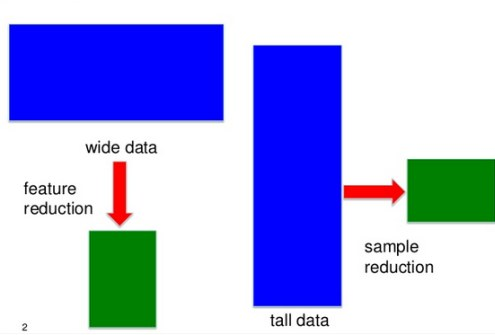 wide data
feature
reduction
sample
reduction
tall data
2